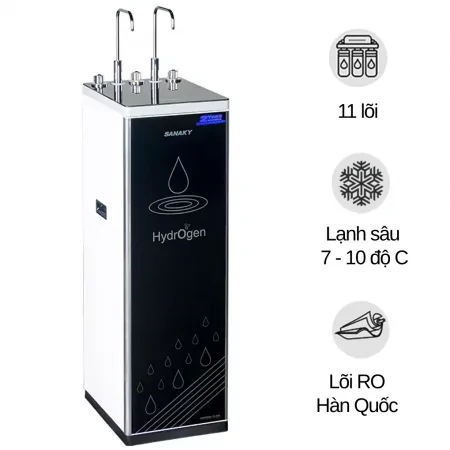 SANAKY
HydrOgen
11 lõi
Lạnh sâu
7 - 10 độ C
Lõi RO
Hàn Quốc